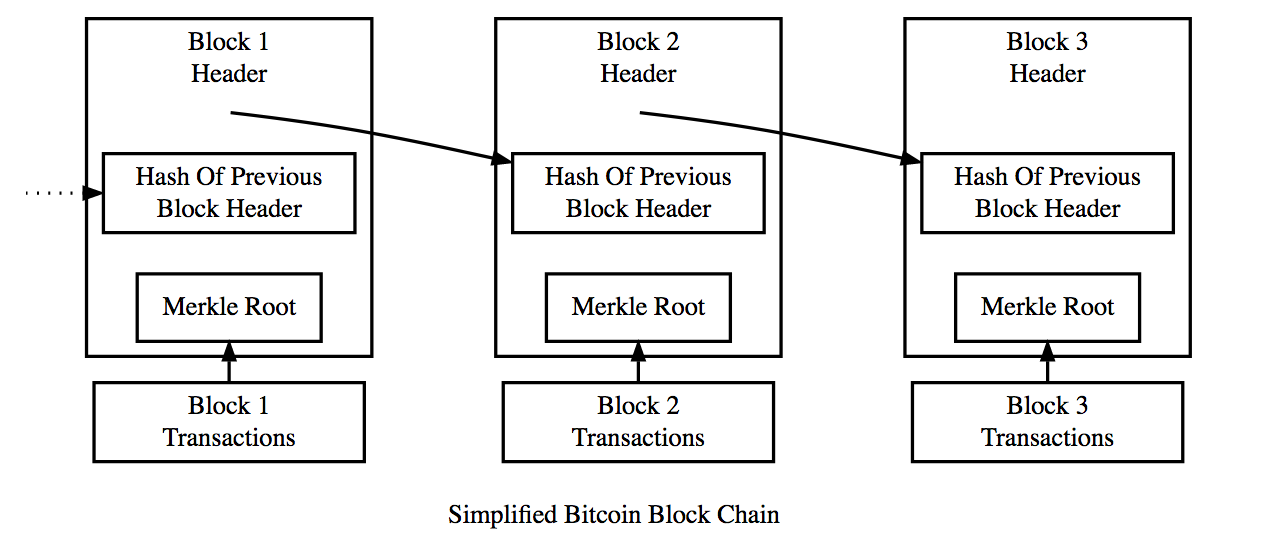 Block 1
Header
Hash Of Previous
Block Header
Merkle Root
Block 1
Transactions
Block 2
Header
Hash Of Previous
Block Header
Merkle Root
Block 2
Transactions
Block 3
Header
Hash Of Previous
Block Header
Merkle Root
Block 3
Transactions
Simplified Bitcoin Block Chain